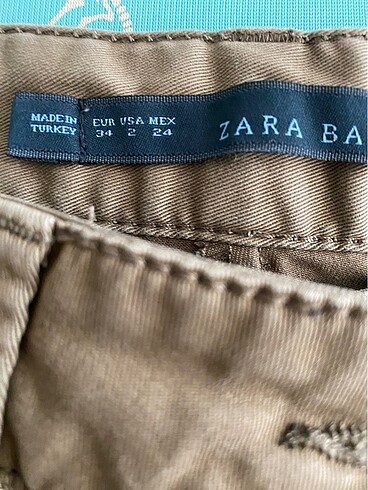 MADE IN
TURKEY
EUR USA MEX
34 2 24
ZARA BA